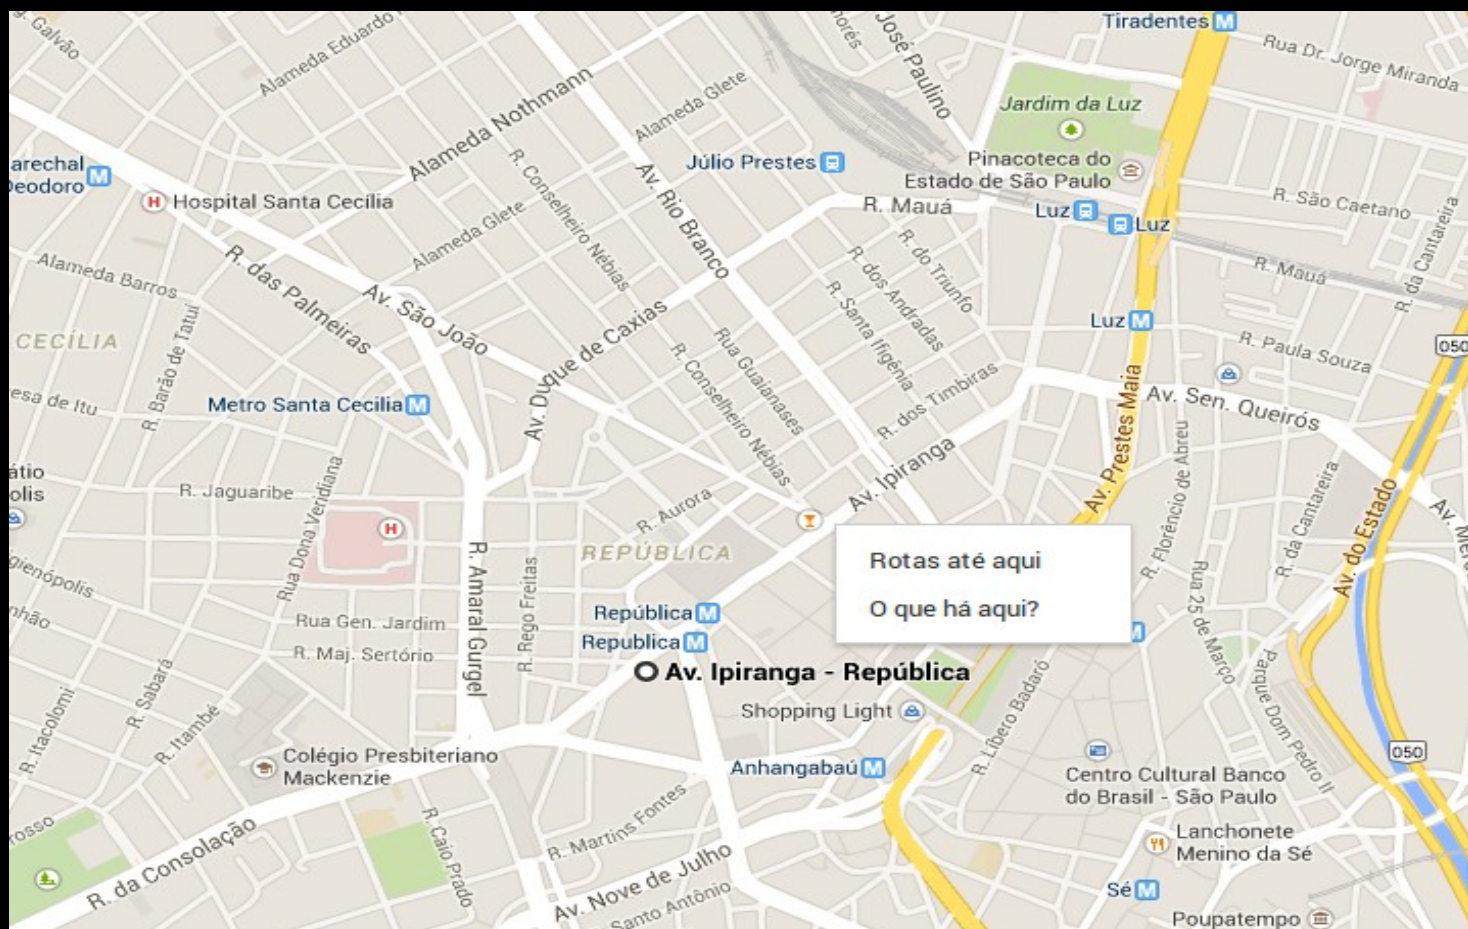 Tiradentes
Rua Dr. Jorge Miranda
Galvão
Alameda Eduardo
José Paulino
Alameda Nothmann
Alameda Glete
Jardim da Luz
Júlio Prestes
Pinacoteca do
Estado de São Paulo
arechal
Deodoro
Hospital Santa Cecília
R. Conselheiro Nébias
Av. Rio Branco
R. Mauá
Luz
Luz
R. São Caetano
R. da Cantareira
Alameda Glete
Alameda Barros
R. das Palmeiras
Av. São João
R. do Triunfo
R. dos Andradas
R. Santa Ifigênia
R. Mauá
CECÍLIA
R. Barão de Tatuí
Av. Duque de Caxias
Rua Guaianases
R. Conselheiro Nébias
Luz
R. Paula Souza
050
esa de Itu
Metro Santa Cecilia
R. dos Timbiras
Av. Prestes Maia
Av. Sen. Queirós
átio
olis
R. Jaguaribe
Rua Dona Veridiana
R. Aurora
Av. Ipiranga
R. Florêncio de Abreu
R. da Cantareira
Av. do Estado
REPÚBLICA
R. Amaral Gurgel
R. Rego Freitas
Rotas até aqui
O que há aqui?
gienópolis
nhão
Rua Gen. Jardim
República
Republica
Rua 25 de Março
R. Maj. Sertório
Av. Ipiranga - República
R. Sabará
R. Itacolomi
R. Itambé
Shopping Light
R. Líbero Badaró
Parque Dom Pedro II
050
Colégio Presbiteriano
Mackenzie
Anhangabaú
Centro Cultural Banco
do Brasil - São Paulo
rosso
R. da Consolação
R. Caio Prado
R. Martins Fontes
Av. Nove de Julho
Santo Antônio
Lanchonete
Menino da Sé
Sé
Poupatempo